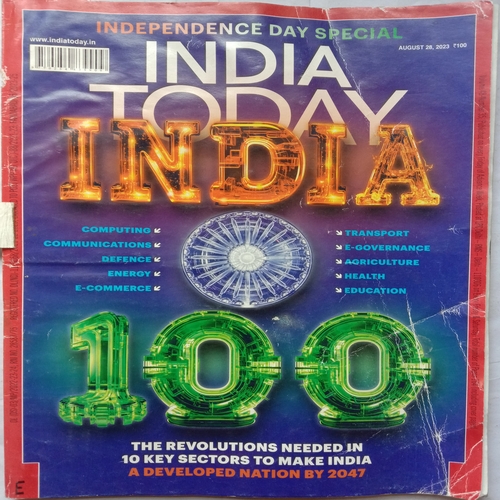 INDEPENDENCE DAY SPECIAL
www.indiatoday.in
AUGUST 28, 2023 ₹100
INDIA
TODAY
INDIA
COMPUTING
COMMUNICATIONS
DEFENCE
ENERGY
E-COMMERCE
TRANSPORT
E-GOVERNANCE
AGRICULTURE
HEALTH
EDUCATION
100
THE REVOLUTIONS NEEDED IN
10 KEY SECTORS TO MAKE INDIA
A DEVELOPED NATION BY 2047
E